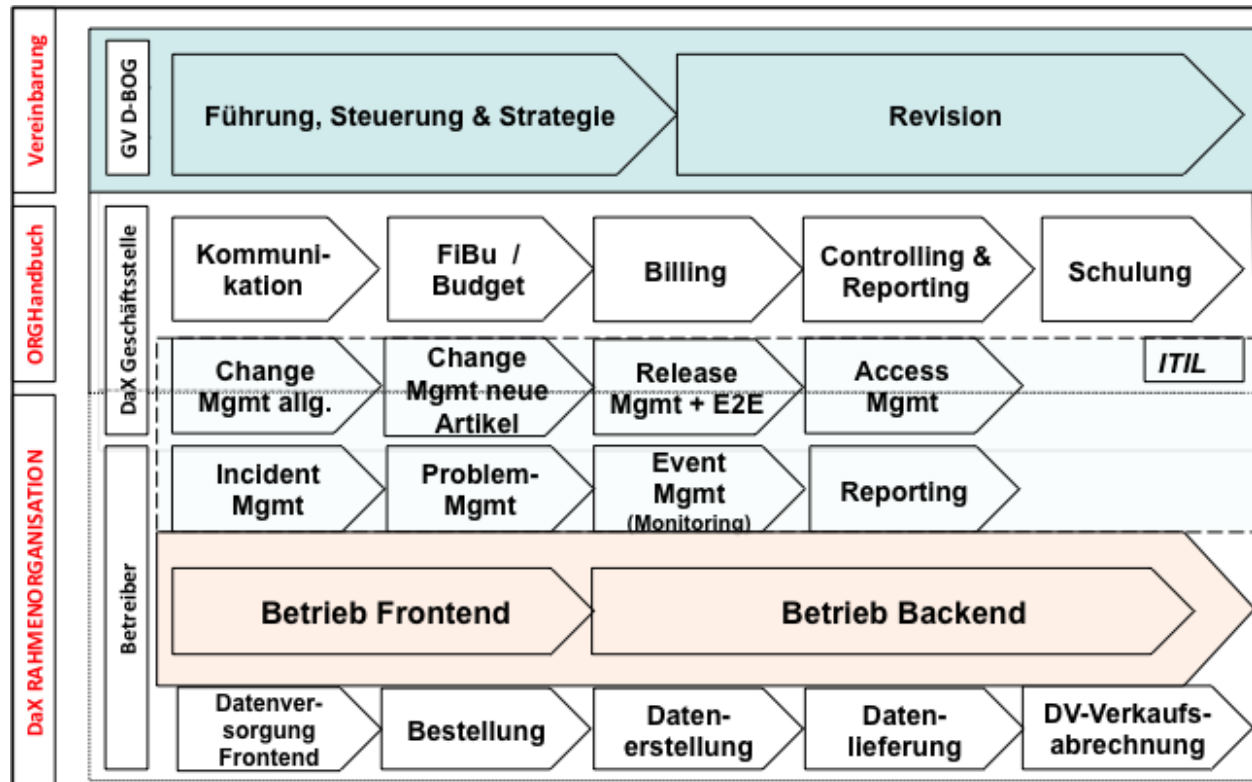 Vereinbarung
GV D-BOG
Führung, Steuerung & Strategie
Revision
ORGHandbuch
DaX Geschäftsstelle
Kommuni-
kation
FiBu /
Budget
Billing
Controlling &
Reporting
Schulung
Change
Mgmt allg.
Change
Mgmt neue
Artikel
Release
Mgmt + E2E
Access
Mgmt
ITIL
DaX RAHMENORGANISATION
Betreiber
Incident
Mgmt
Problem-
Mgmt
Event
Mgmt
(Monitoring)
Reporting
Betrieb Frontend
Betrieb Backend
Datenver-
sorgung
Frontend
Bestellung
Daten-
erstellung
Daten-
lieferung
DV-Verkaufs-
abrechnung